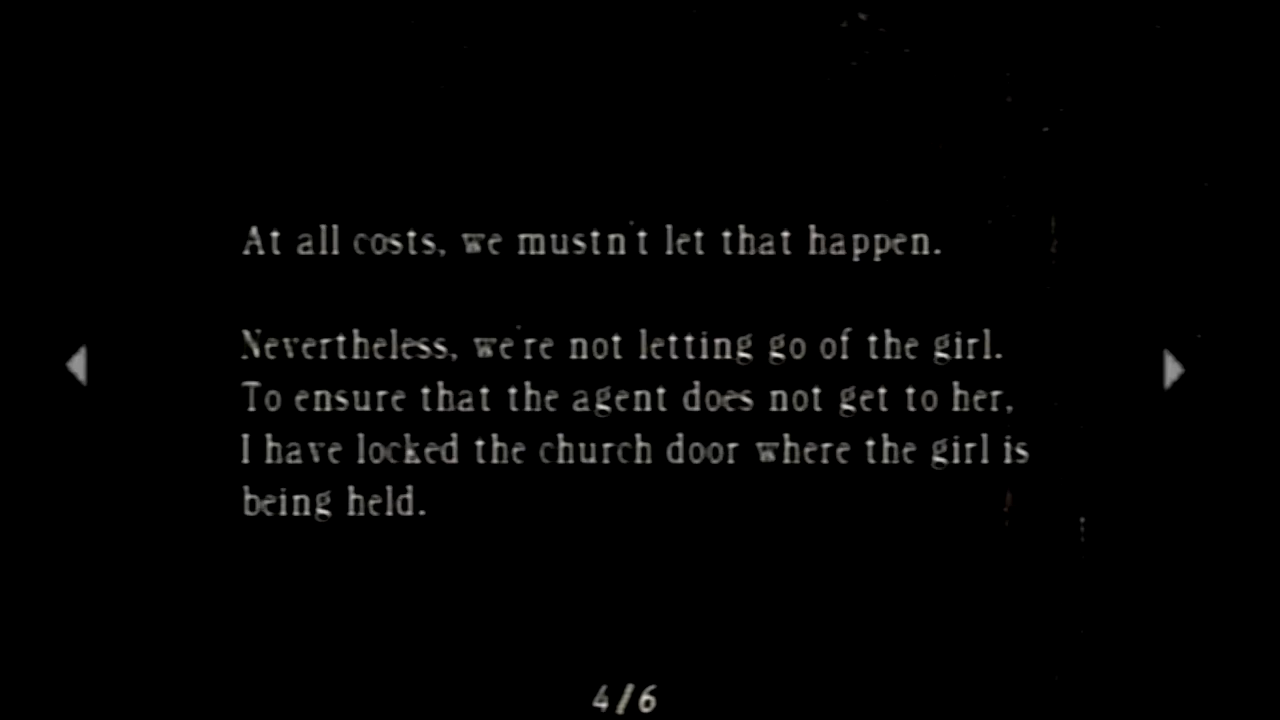 At all costs, we mustn't let that happen.
Nevertheless, we're not letting go of the girl.
To ensure that the agent does not get to her,
I have locked the church door where the girl is
being held.
4/6